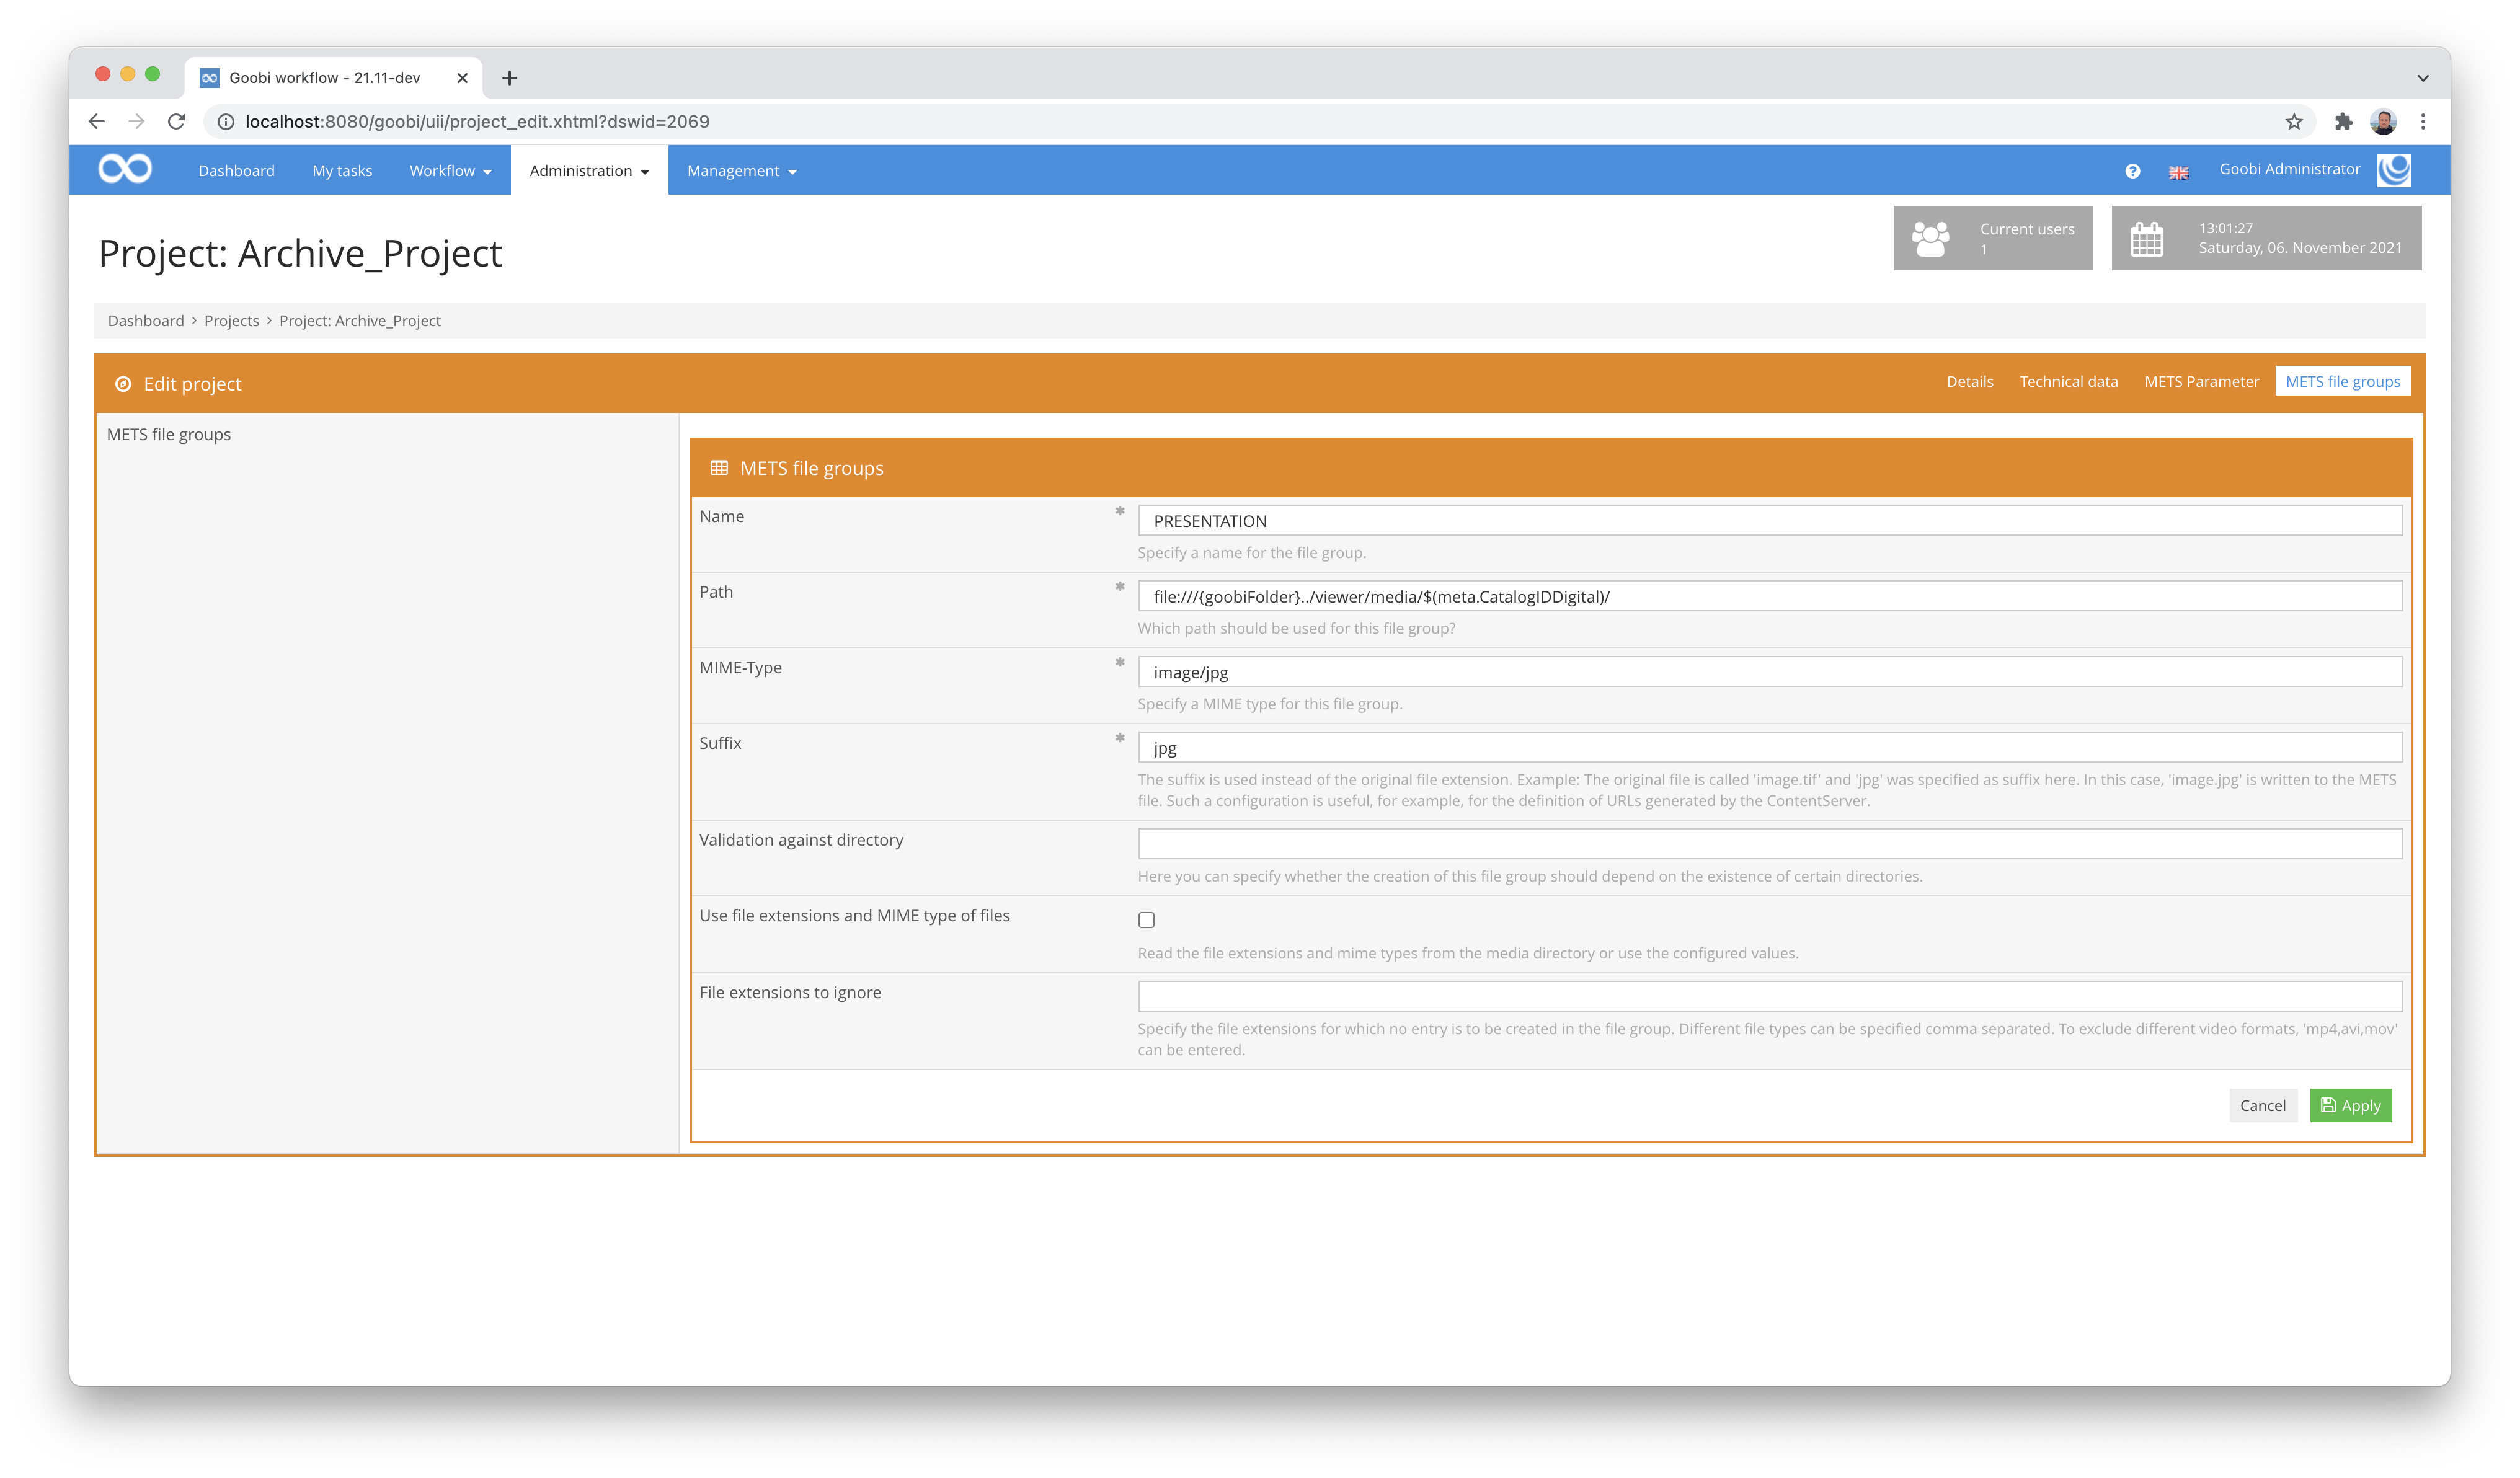 Goobi workflow - 21.11-dev
localhost:8080/goobi/uii/project_edit.xhtml?dswid=2069
Dashboard My tasks Workflow Administration Management Goobi Administrator
Project: Archive_Project
Current users
1
13:01:27
Saturday, 06. November 2021
Dashboard > Projects > Project: Archive_Project
Edit project Details Technical data METS Parameter METS file groups
METS file groups
METS file groups
Name * PRESENTATION
Specify a name for the file group.
Path * file:///{goobiFolder}../viewer/media/$(meta.CatalogIDDigital)/
Which path should be used for this file group?
MIME-Type * image/jpg
Specify a MIME type for this file group.
Suffix * jpg
The suffix is used instead of the original file extension. Example: The original file is called 'image.tif' and 'jpg' was specified as suffix here. In this case, 'image.jpg' is written to the METS
file. Such a configuration is useful, for example, for the definition of URLs generated by the ContentServer.
Validation against directory
Here you can specify whether the creation of this file group should depend on the existence of certain directories.
Use file extensions and MIME type of files
Read the file extensions and mime types from the media directory or use the configured values.
File extensions to ignore
Specify the file extensions for which no entry is to be created in the file group. Different file types can be specified comma separated. To exclude different video formats, 'mp4,avi,mov'
can be entered.
Cancel Apply